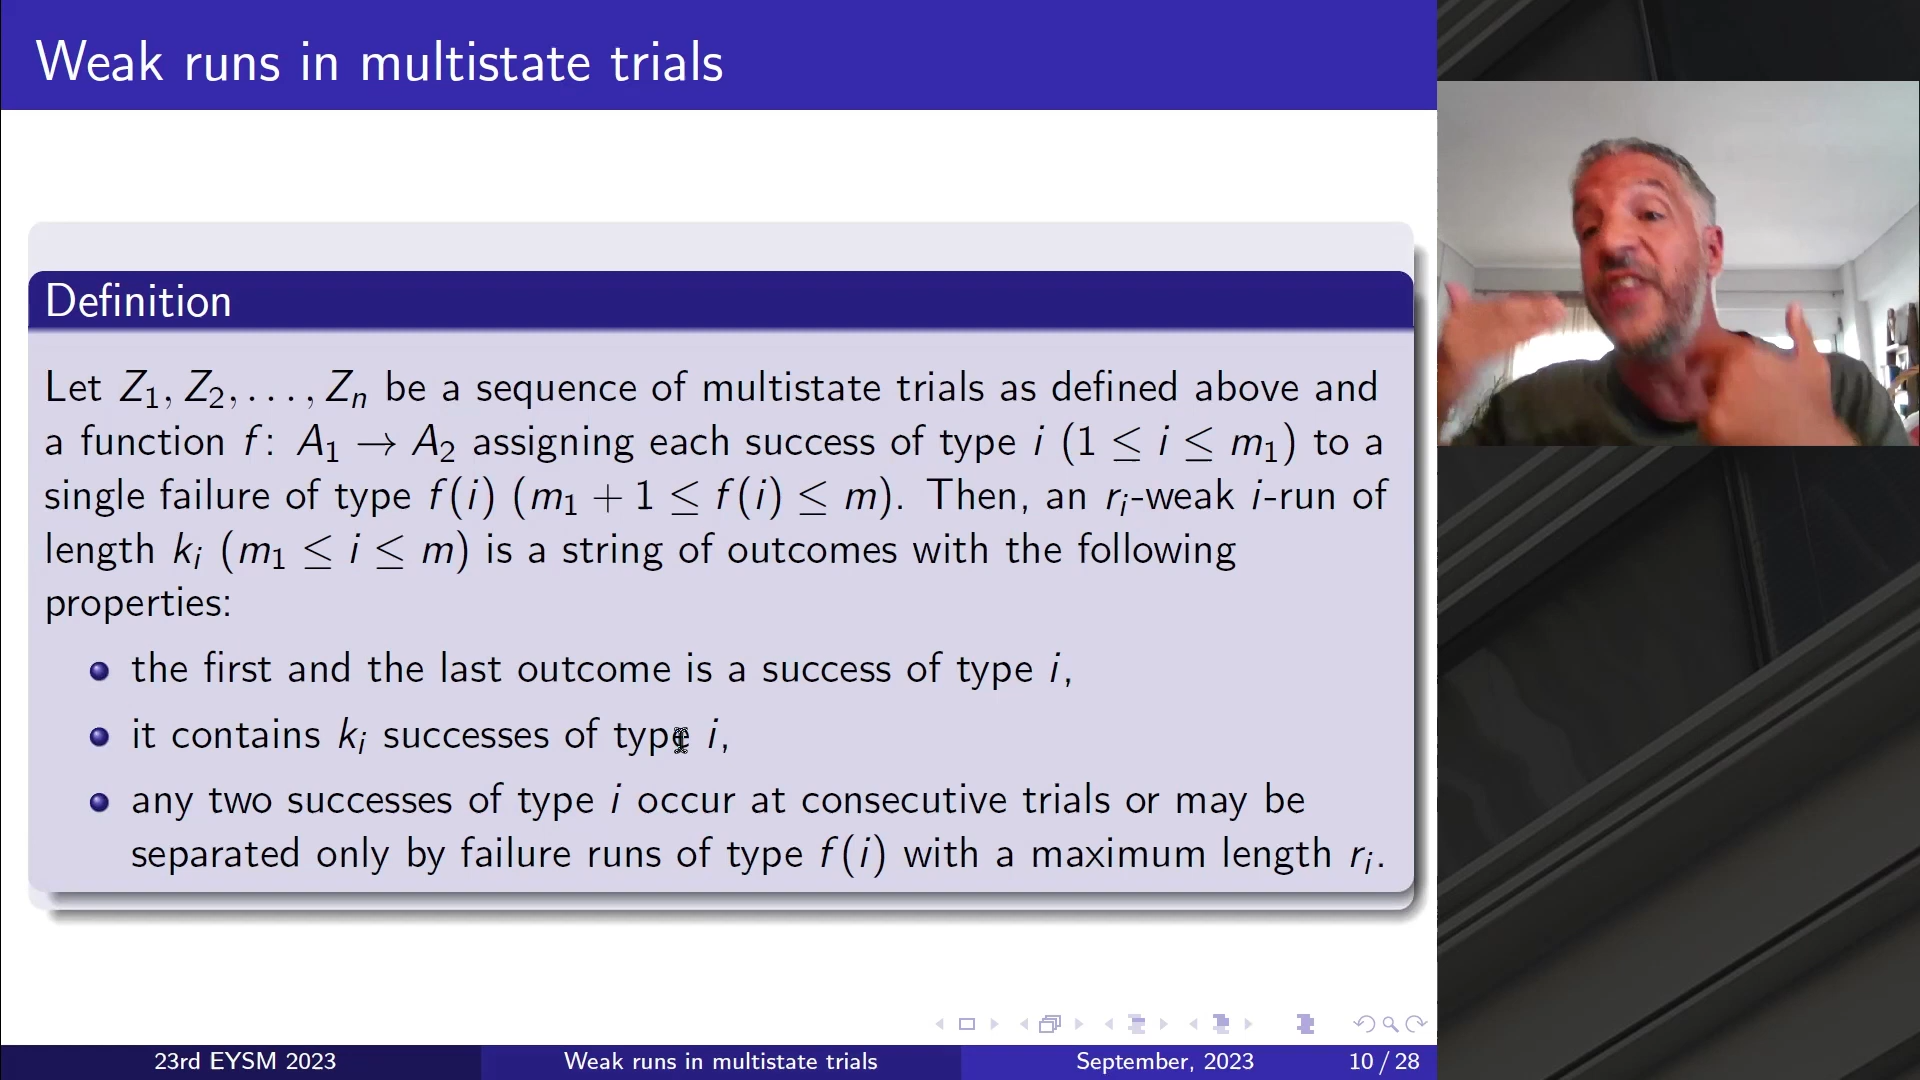 Weak runs in multistate trials
Definition
Let Z₁, Z₂, . . . , Zₙ be a sequence of multistate trials as defined above and
a function f : A₁ → A₂ assigning each success of type i (1 ≤ i ≤ m₁) to a
single failure of type f(i) (m₁ + 1 ≤ f(i) ≤ m). Then, an rᵢ-weak i-run of
length kᵢ (m₁ ≤ i ≤ m) is a string of outcomes with the following
properties:
the first and the last outcome is a success of type i,
it contains kᵢ successes of type i,
any two successes of type i occur at consecutive trials or may be
separated only by failure runs of type f(i) with a maximum length rᵢ.
23rd EYSM 2023 Weak runs in multistate trials September, 2023 10 / 28